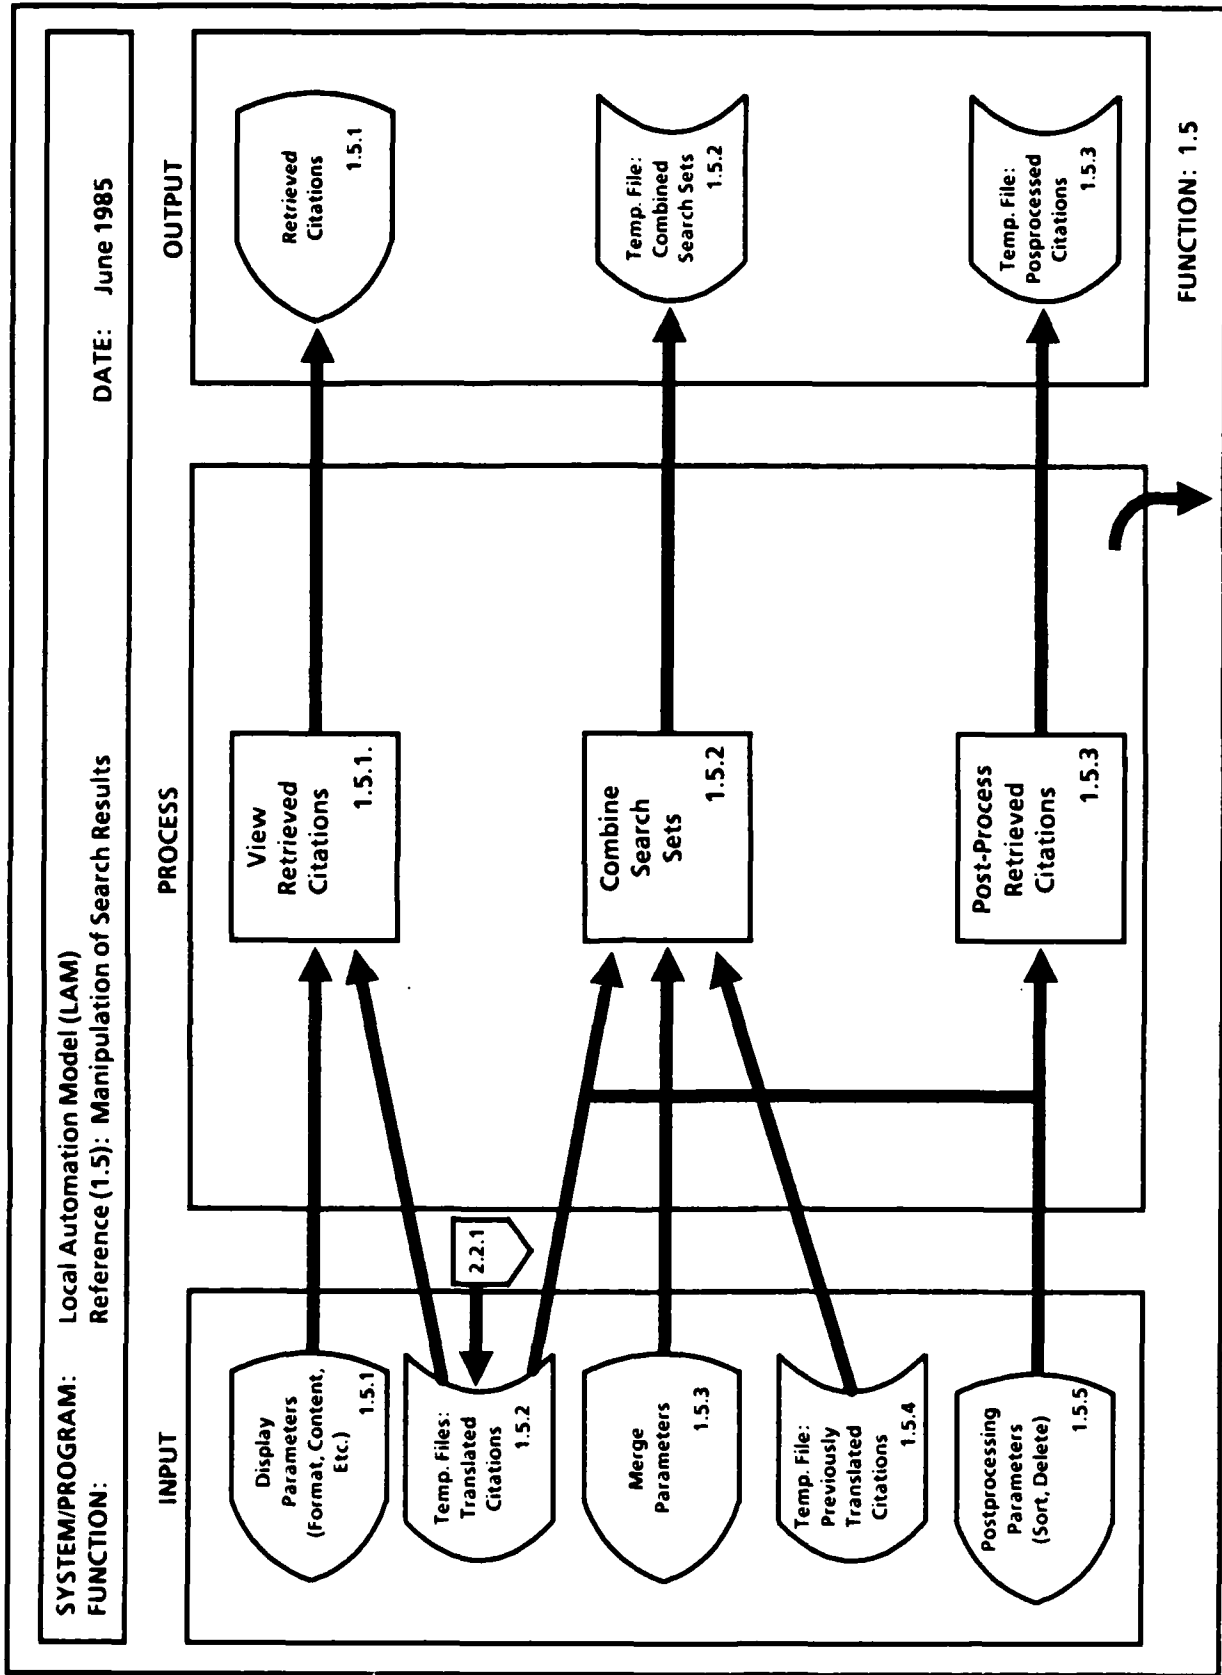 SYSTEM/PROGRAM: Local Automation Model (LAM)
FUNCTION: Reference (1.5): Manipulation of Search Results
DATE: June 1985
INPUT
PROCESS
OUTPUT
Display
Parameters
(Format, Content,
Etc.)
1.5.1
Temp. Files:
Translated
Citations
1.5.2
2.2.1
Merge
Parameters
1.5.3
Temp. File:
Previously
Translated
Citations
1.5.4
Postprocessing
Parameters
(Sort, Delete)
1.5.5
View
Retrieved
Citations
1.5.1.
Combine
Search
Sets
1.5.2
Post-Process
Retrieved
Citations
1.5.3
Retrieved
Citations
1.5.1
Temp. File:
Combined
Search Sets
1.5.2
Temp. File:
Posprocessed
Citations
1.5.3
FUNCTION: 1.5